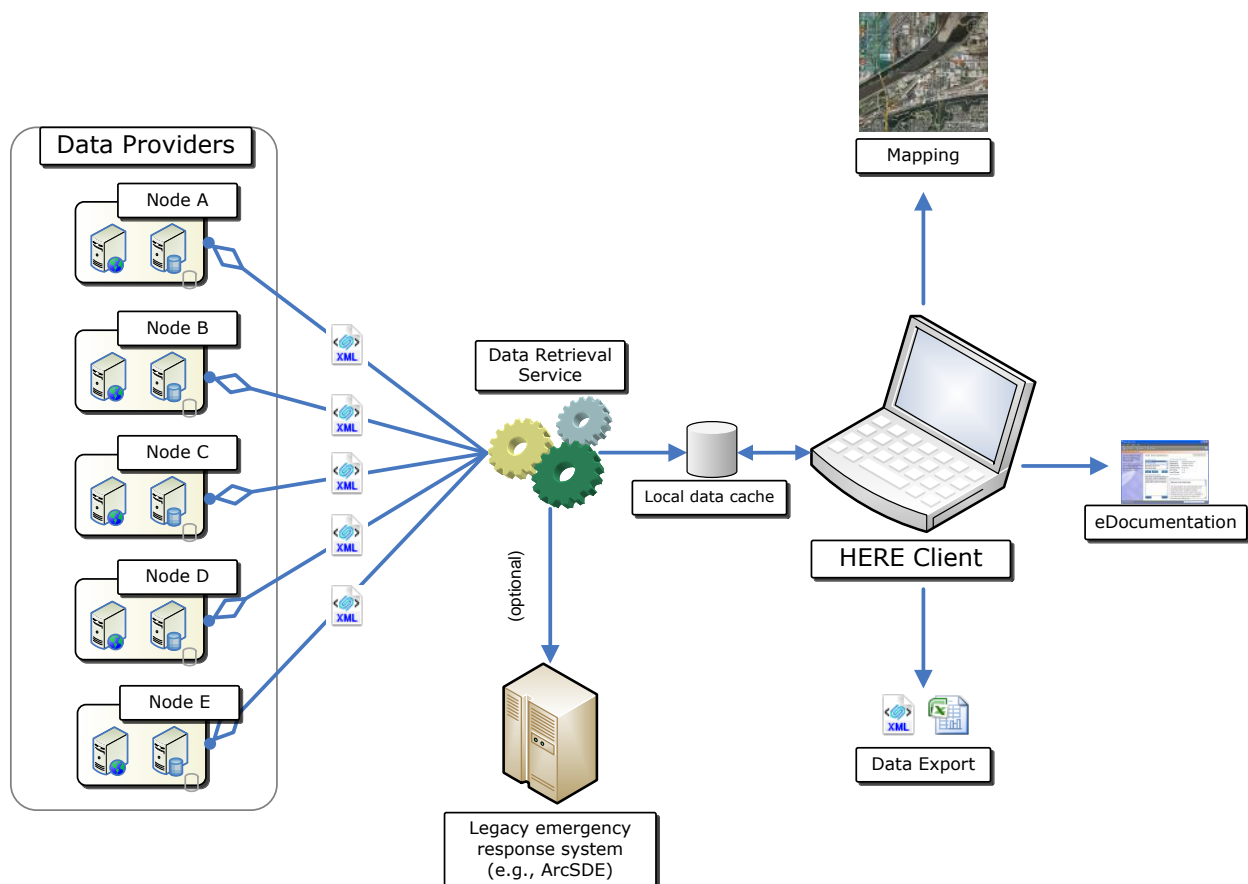 Mapping
Data Providers
Node A
Node B
XML
Data Retrieval
Service
XML
Node C
XML
Local data cache
eDocumentation
XML
HERE Client
Node D
(optional)
XML
Node E
XML
Data Export
Legacy emergency
response system
(e.g., ArcSDE)